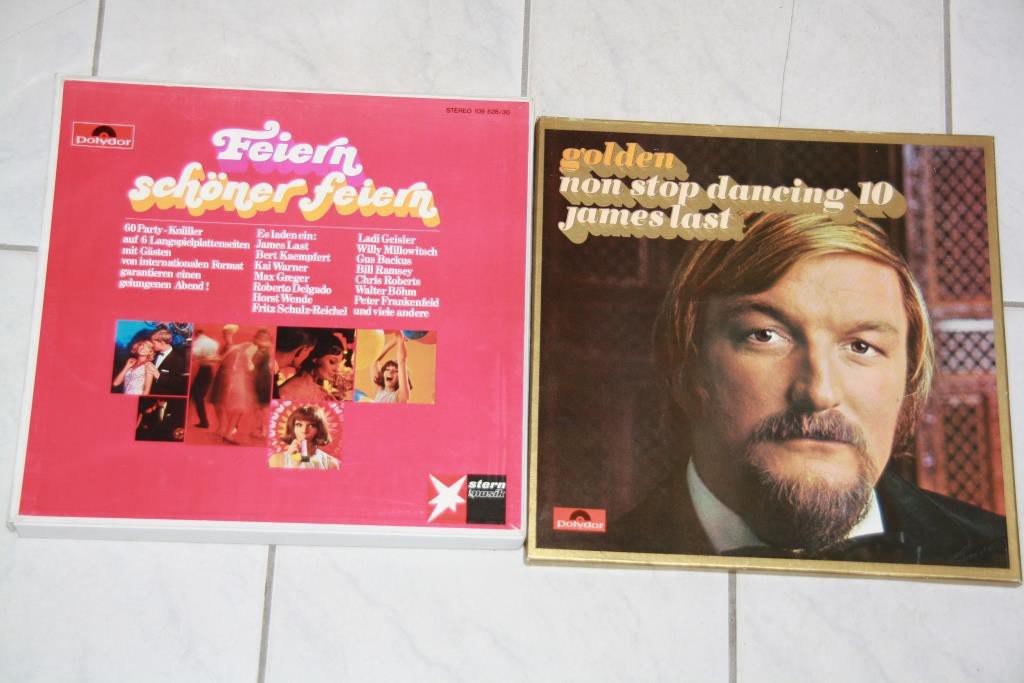 STEREO 109 526/30
Polydor
Feiern
schöner feiern
60 Party-Knüller
auf 6 Langspielplattenseiten
mit Gästen
von internationalen Format
garantieren einen
gelungenen Abend!
Es laden ein:
James Last
Bert Kaempfert
Kai Warner
Max Greger
Roberto Delgado
Horst Wende
Fritz Schulz-Reichel
Ladi Geisler
Willy Millowitsch
Gus Backus
Bill Ramsey
Chris Roberts
Walter Böhm
Peter Frankenfeld
und viele andere
stern
musik
golden
non stop dancing 10
james last
Polydor